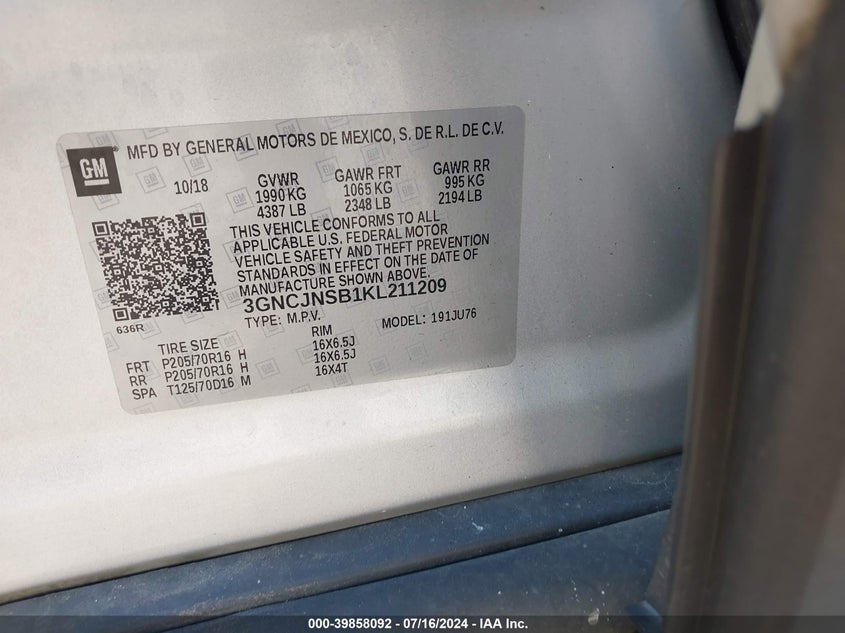 MFD BY GENERAL MOTORS DE MEXICO, S. DE R.L. DE C.V.
GM
10/18 GVWR GAWR FRT GAWR RR
1990 KG 1065 KG 995 KG
4387 LB 2348 LB 2194 LB
THIS VEHICLE CONFORMS TO ALL
APPLICABLE U.S. FEDERAL MOTOR
VEHICLE SAFETY AND THEFT PREVENTION
STANDARDS IN EFFECT ON THE DATE OF
MANUFACTURE SHOWN ABOVE.
3GNCJNSB1KL211209
636R TYPE: M.P.V. MODEL: 191JU76
TIRE SIZE RIM
FRT P205/70R16 H 16X6.5J
RR P205/70R16 H 16X6.5J
SPA T125/70D16 M 16X4T
000-39858092 - 07/16/2024 - IAA Inc.